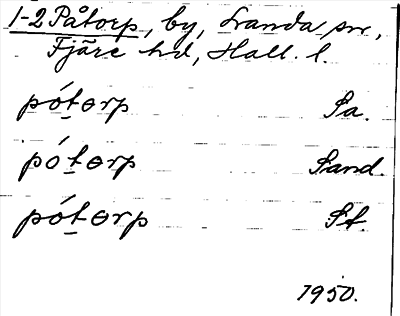 1-2 Påtorp, by, Landa sn,
Fjäre hd, Hall. l.
pótorp Sa.
pótorp Sand.
pótorp St.
1950.